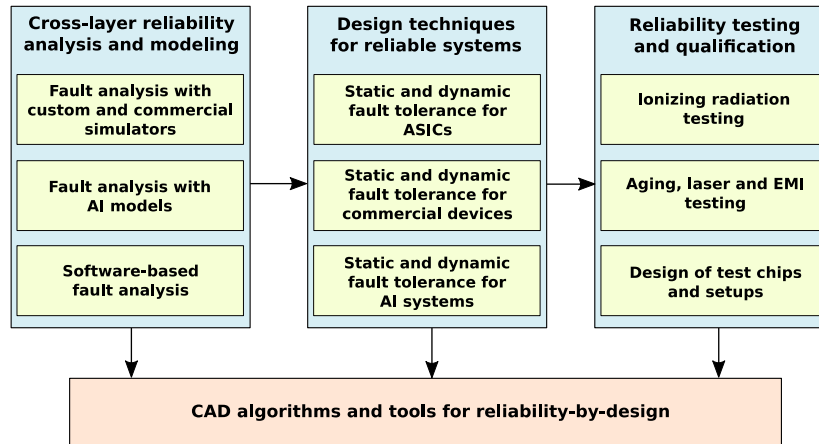 Cross-layer reliability
analysis and modeling
Fault analysis with
custom and commercial
simulators
Fault analysis with
AI models
Software-based
fault analysis
Design techniques
for reliable systems
Static and dynamic
fault tolerance for
ASICs
Static and dynamic
fault tolerance for
commercial devices
Static and dynamic
fault tolerance for
AI systems
Reliability testing
and qualification
Ionizing radiation
testing
Aging, laser and EMI
testing
Design of test chips
and setups
CAD algorithms and tools for reliability-by-design